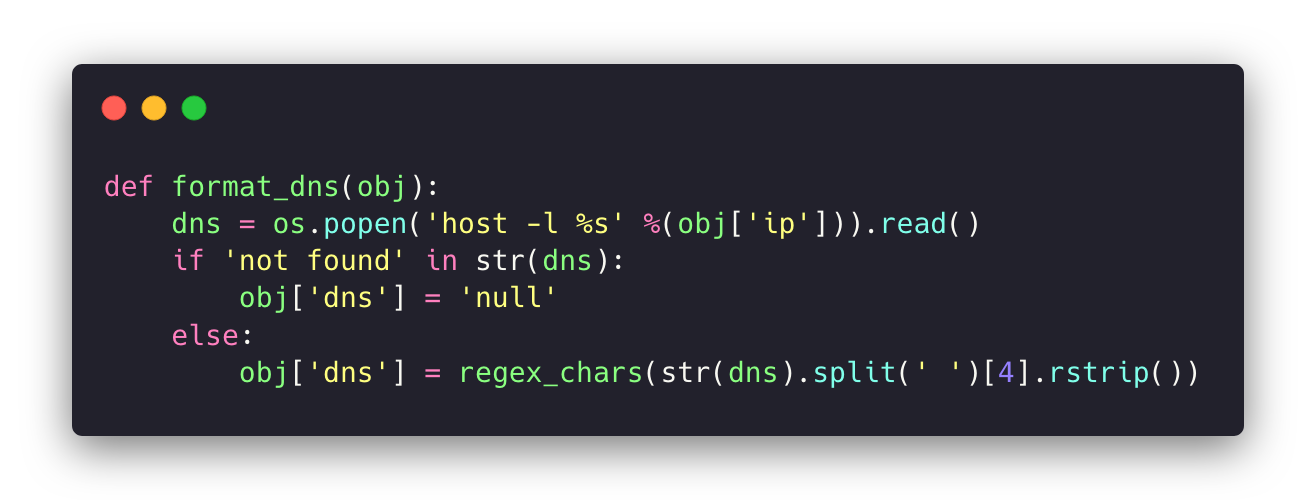 def format_dns(obj):
    dns = os.popen('host -l %s' %(obj['ip'])).read()
    if 'not found' in str(dns):
        obj['dns'] = 'null'
    else:
        obj['dns'] = regex_chars(str(dns).split(' ')[4].rstrip())